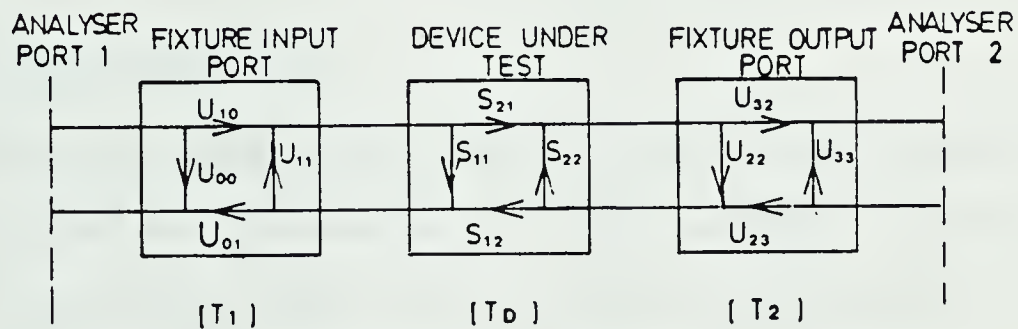 ANALYSER PORT 1
FIXTURE INPUT PORT
DEVICE UNDER TEST
FIXTURE OUTPUT PORT
ANALYSER PORT 2
U10
S21
U32
U00
U11
S11
S22
U22
U33
U01
S12
U23
[T1]
[TD]
[T2]